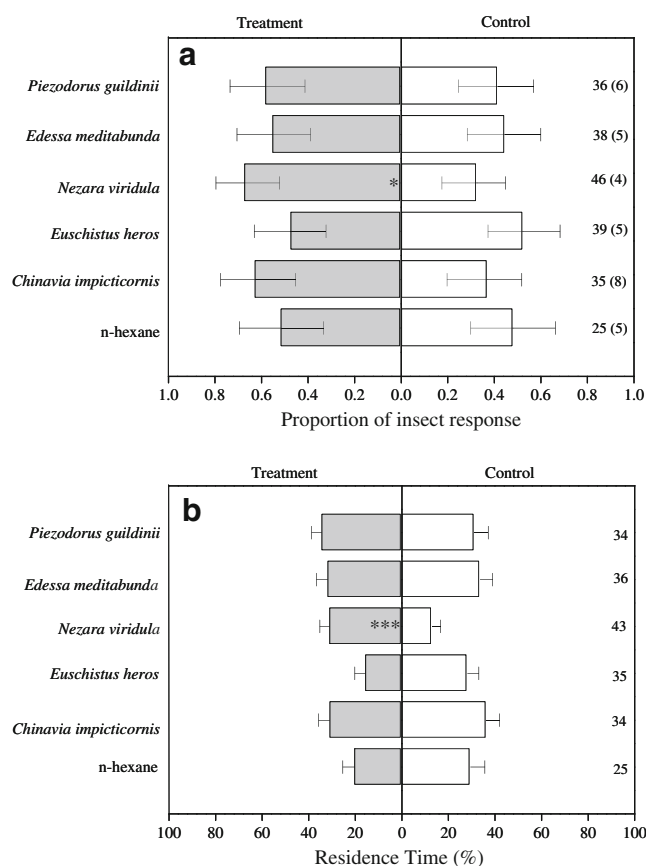 Treatment Control
a
Piezodorus guildinii 36 (6)
Edessa meditabunda 38 (5)
Nezara viridula * 46 (4)
Euschistus heros 39 (5)
Chinavia impicticornis 35 (8)
n-hexane 25 (5)
1.0 0.8 0.6 0.4 0.2 0.0 0.2 0.4 0.6 0.8 1.0
Proportion of insect response
Treatment Control
b
Piezodorus guildinii 34
Edessa meditabunda 36
Nezara viridula *** 43
Euschistus heros 35
Chinavia impicticornis 34
n-hexane 25
100 80 60 40 20 0 20 40 60 80 100
Residence Time (%)